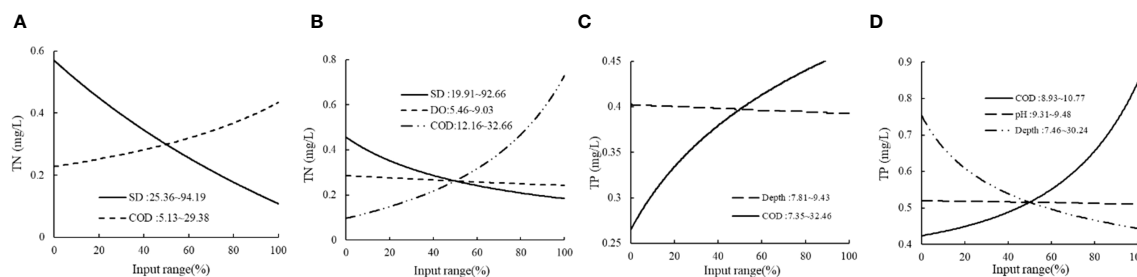 A
TN (mg/L)
0.6
0.4
0.2
0
SD :25.36~94.19
COD :5.13~29.38
0 20 40 60 80 100
Input range(%)
B
TN (mg/L)
0.8
0.6
0.4
0.2
0
SD :19.91~92.66
DO:5.46~9.03
COD:12.16~32.66
0 20 40 60 80 100
Input range(%)
C
TP (mg/L)
0.45
0.4
0.35
0.3
0.25
Depth :7.81~9.43
COD :7.35~32.46
0 20 40 60 80 100
Input range(%)
D
TP (mg/L)
0.9
0.8
0.7
0.6
0.5
0.4
COD :8.93~10.77
pH :9.31~9.48
Depth :7.46~30.24
0 20 40 60 80 100
Input range(%)